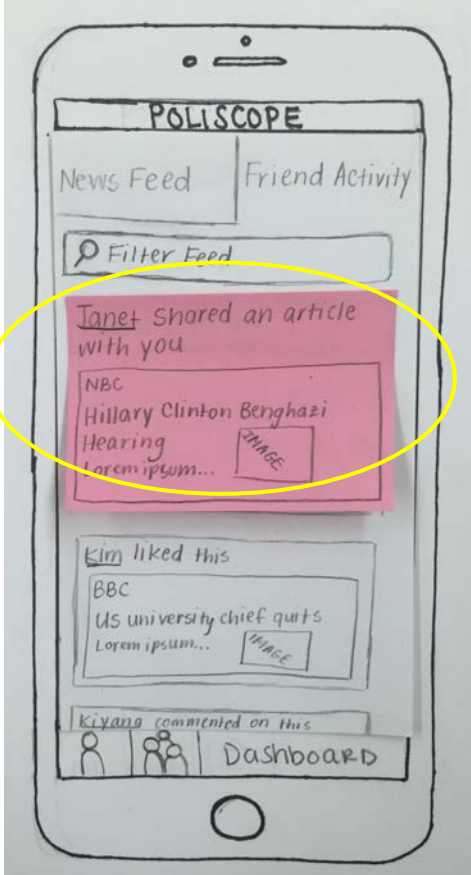 POLISCOPE
News Feed
Friend Activity
Filter Feed
Janet shared an article
with you
NBC
Hillary Clinton Benghazi
Hearing
IMAGE
Lorem ipsum...
Kim liked this
BBC
US university chief quits
Lorem ipsum...
IMAGE
Kiyang commented on this
DashboaRD